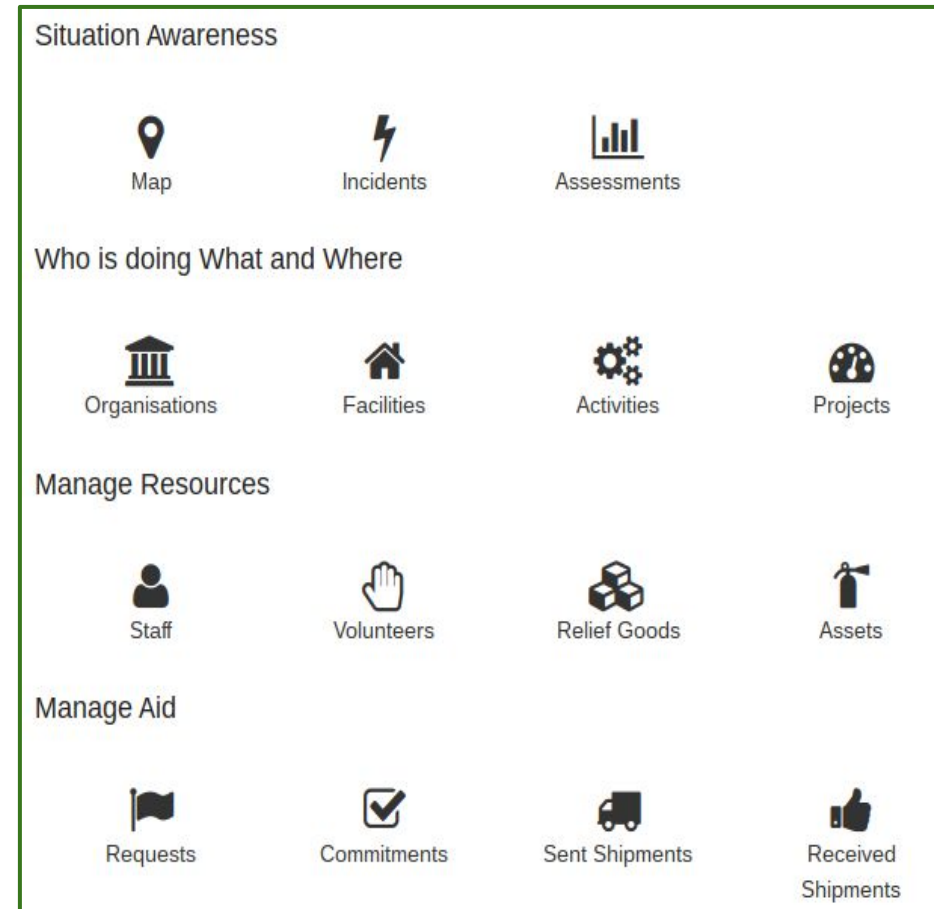 Situation Awareness
Map Incidents Assessments
Who is doing What and Where
Organisations Facilities Activities Projects
Manage Resources
Staff Volunteers Relief Goods Assets
Manage Aid
Requests Commitments Sent Shipments Received
Shipments